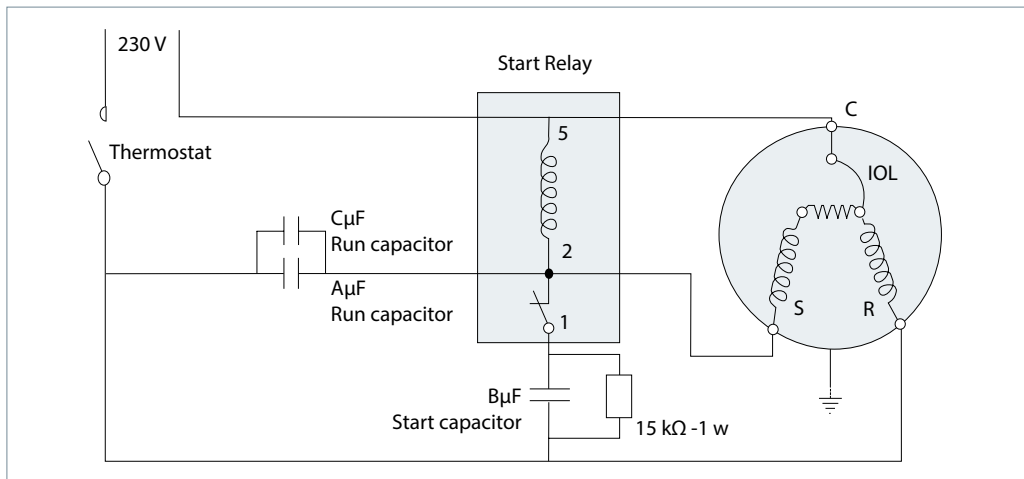 230 V
Start Relay
C
5
Thermostat
IOL
CµF
Run capacitor
2
AµF
Run capacitor
S
R
1
BµF
Start capacitor
15 kΩ -1 w